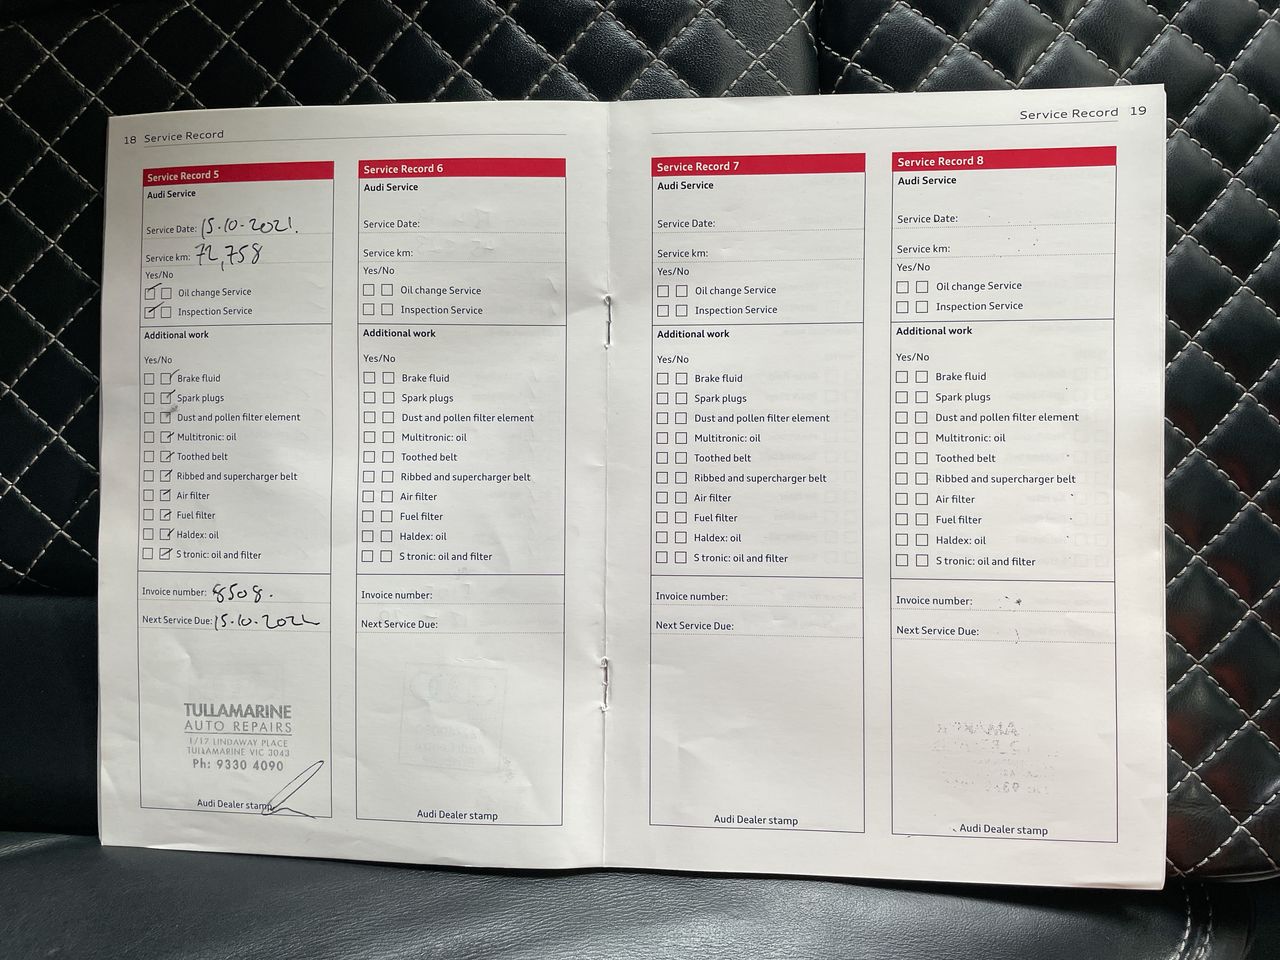 18 Service Record
Service Record 5
Audi Service
Service Date: 15.10.2021.
Service km: 72,758
Yes/No
Oil change Service
Inspection Service
Additional work
Yes/No
Brake fluid
Spark plugs
Dust and pollen filter element
Multitronic: oil
Toothed belt
Ribbed and supercharger belt
Air filter
Fuel filter
Haldex: oil
S tronic: oil and filter
Invoice number: 8508.
Next Service Due: 15.10.2022
TULLAMARINE
AUTO REPAIRS
1/17 LINDAWAY PLACE
TULLAMARINE VIC 3043
Ph: 9330 4090
Audi Dealer stamp
Service Record 6
Audi Service
Service Date:
Service km:
Yes/No
Oil change Service
Inspection Service
Additional work
Yes/No
Brake fluid
Spark plugs
Dust and pollen filter element
Multitronic: oil
Toothed belt
Ribbed and supercharger belt
Air filter
Fuel filter
Haldex: oil
S tronic: oil and filter
Invoice number:
Next Service Due:
Audi Dealer stamp
Service Record 19
Service Record 7
Audi Service
Service Date:
Service km:
Yes/No
Oil change Service
Inspection Service
Additional work
Yes/No
Brake fluid
Spark plugs
Dust and pollen filter element
Multitronic: oil
Toothed belt
Ribbed and supercharger belt
Air filter
Fuel filter
Haldex: oil
S tronic: oil and filter
Invoice number:
Next Service Due:
Audi Dealer stamp
Service Record 8
Audi Service
Service Date:
Service km:
Yes/No
Oil change Service
Inspection Service
Additional work
Yes/No
Brake fluid
Spark plugs
Dust and pollen filter element
Multitronic: oil
Toothed belt
Ribbed and supercharger belt
Air filter
Fuel filter
Haldex: oil
S tronic: oil and filter
Invoice number:
Next Service Due:
Audi Dealer stamp